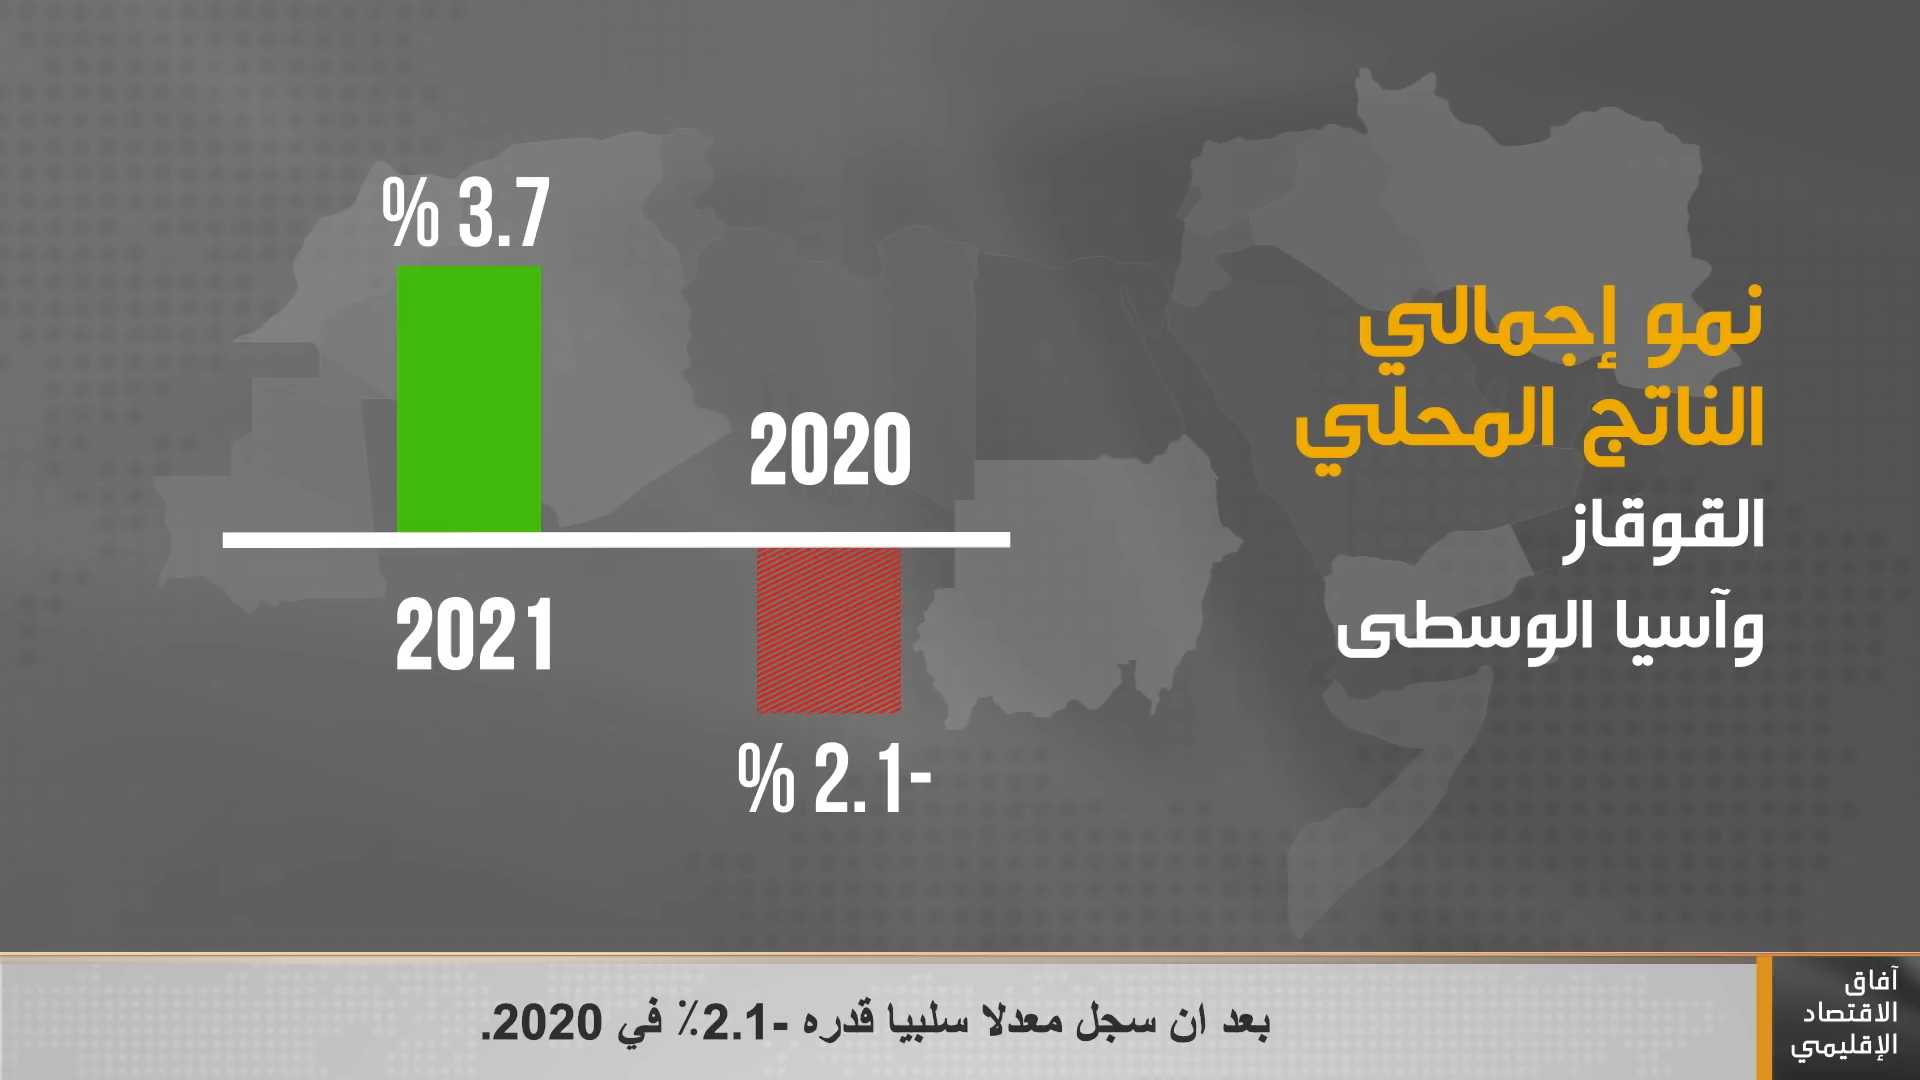 نمو إجمالي
الناتج المحلي
القوقاز
وآسيا الوسطى
% 3.7
2020
2021
% 2.1-
بعد ان سجل معدلا سلبيا قدره -2.1٪ في 2020.
آفاق
الاقتصاد
الإقليمي